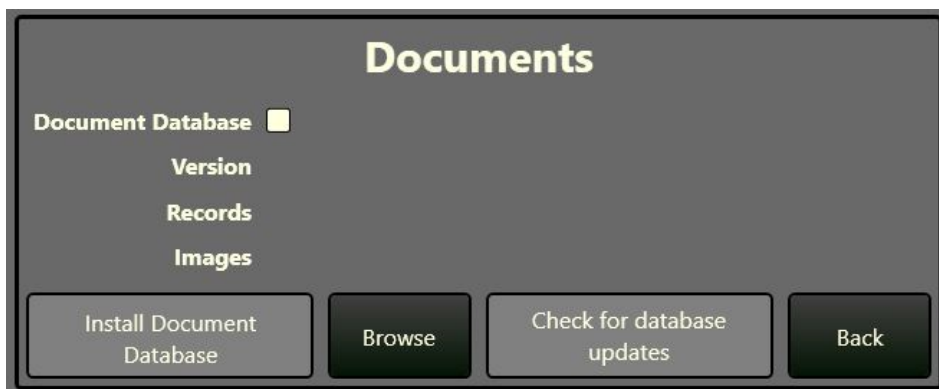 Documents
Document Database
Version
Records
Images
Install Document
Database
Browse
Check for database
updates
Back